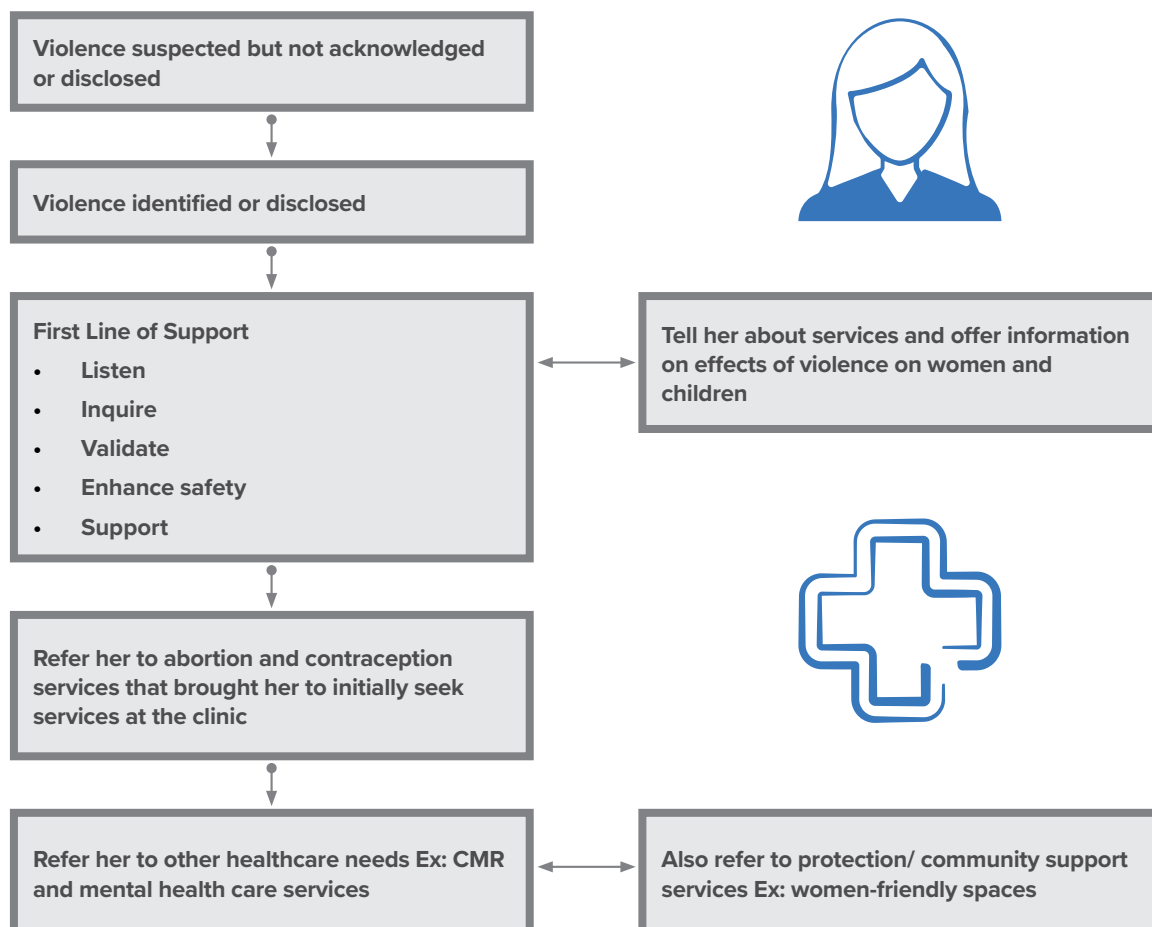 Violence suspected but not acknowledged
or disclosed
Violence identified or disclosed
First Line of Support
• Listen
• Inquire
• Validate
• Enhance safety
• Support
Tell her about services and offer information
on effects of violence on women and
children
Refer her to abortion and contraception
services that brought her to initially seek
services at the clinic
Refer her to other healthcare needs Ex: CMR
and mental health care services
Also refer to protection/ community support
services Ex: women-friendly spaces